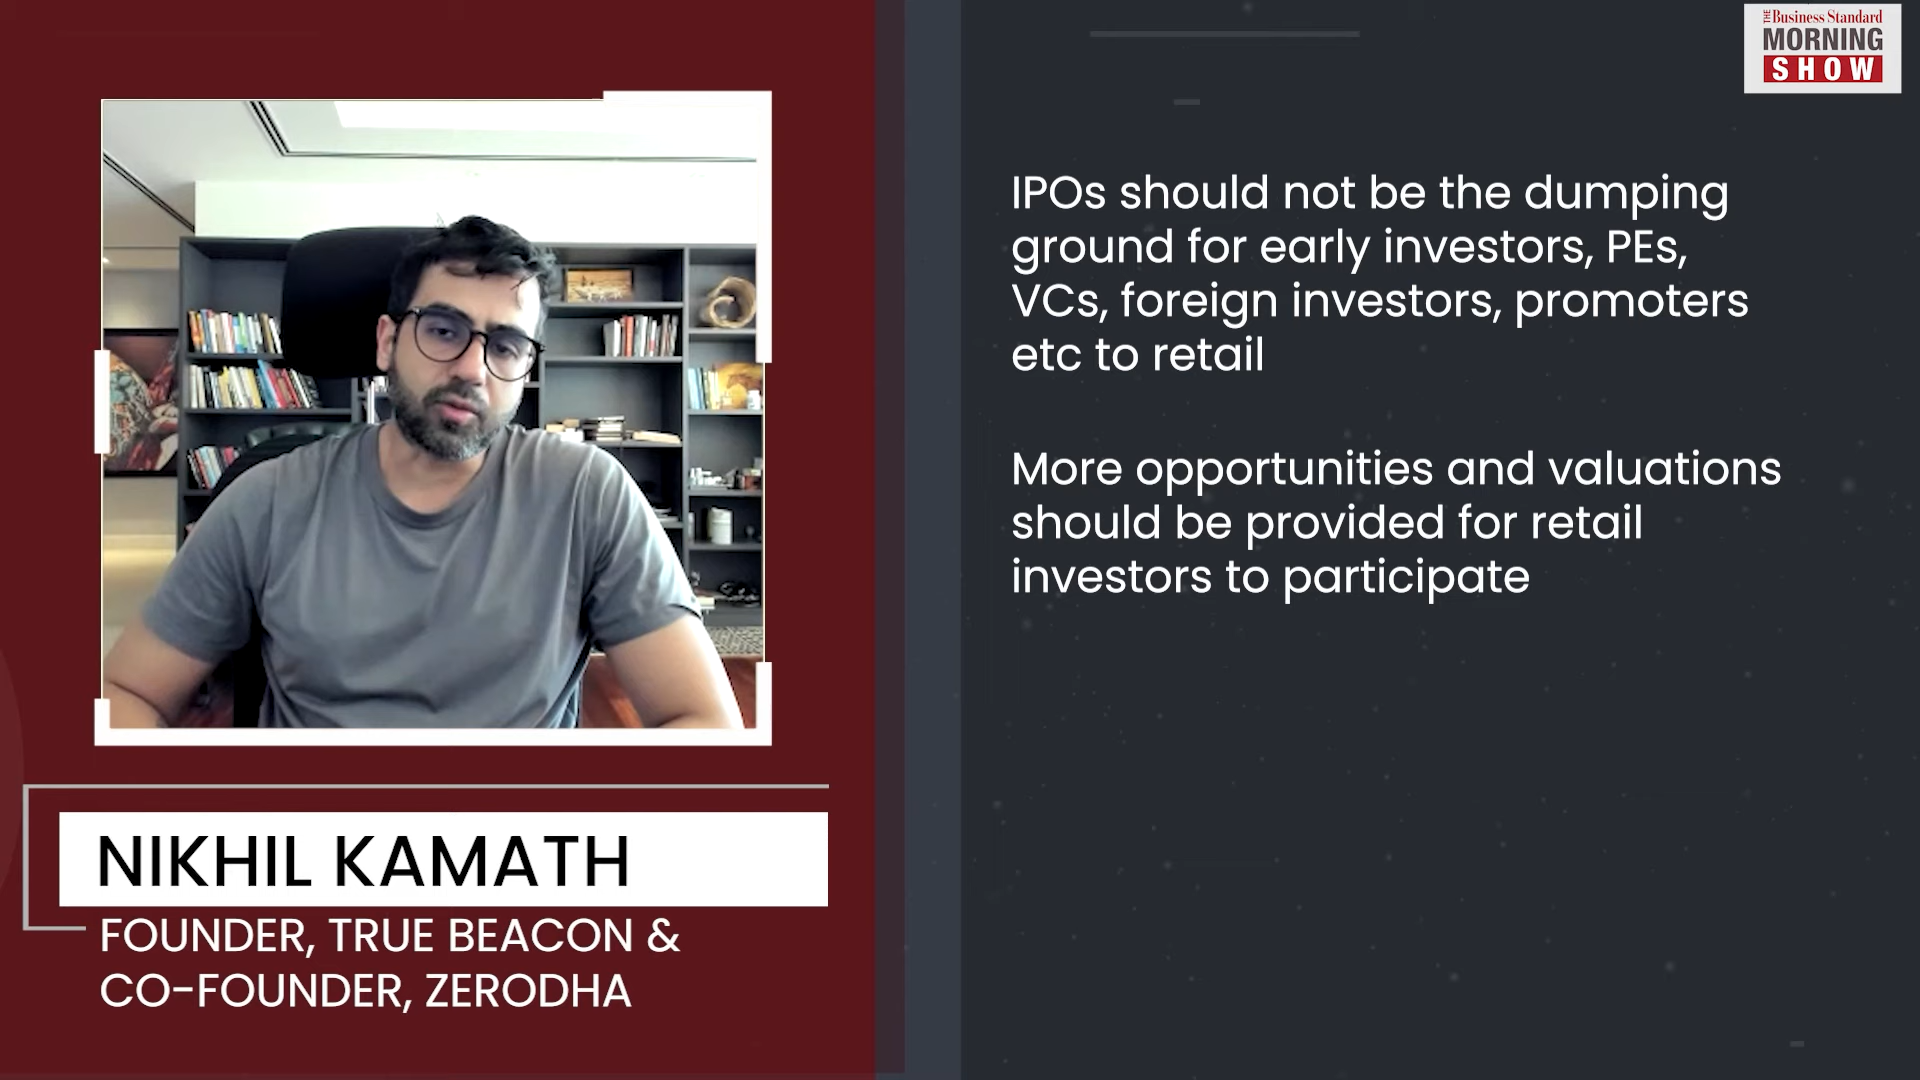 THE Business Standard
MORNING
SHOW
IPOs should not be the dumping
ground for early investors, PEs,
VCs, foreign investors, promoters
etc to retail
More opportunities and valuations
should be provided for retail
investors to participate
NIKHIL KAMATH
FOUNDER, TRUE BEACON &
CO-FOUNDER, ZERODHA